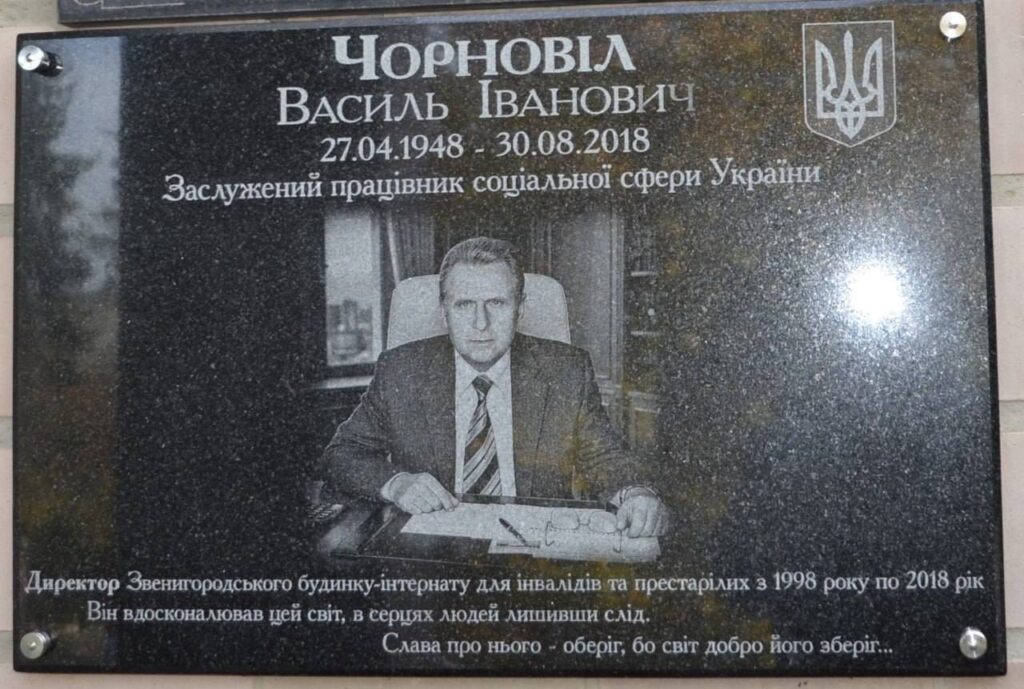 ЧОРНОВІЛ
ВАСИЛЬ ІВАНОВИЧ
27.04.1948 - 30.08.2018
Заслужений працівник соціальної сфери України
Директор Звенигородського будинку-інтернату для інвалідів та престарілих з 1998 року по 2018 рік
Він вдосконалював цей світ, в серцях людей лишивши слід.
Слава про нього - оберіг, бо світ добро його зберіг...